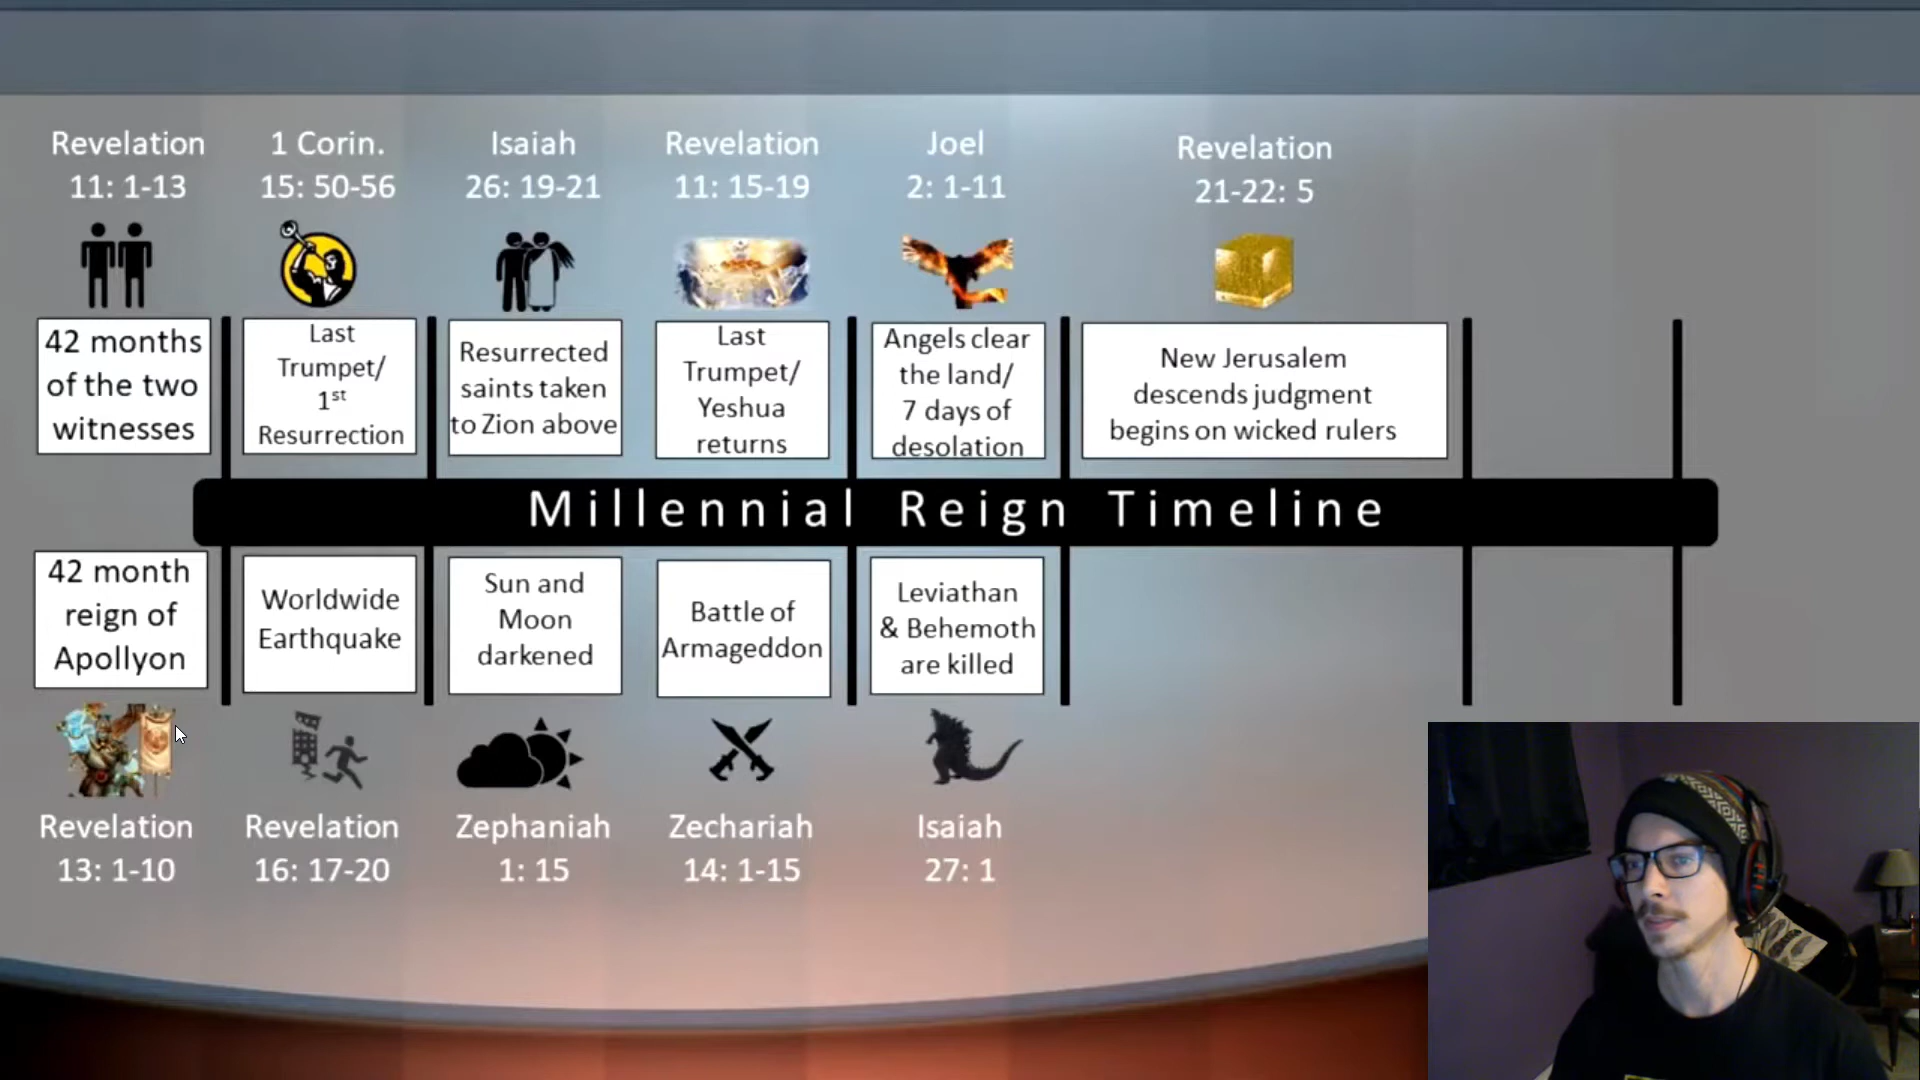 Revelation
11: 1-13
1 Corin.
15: 50-56
Isaiah
26: 19-21
Revelation
11: 15-19
Joel
2: 1-11
Revelation
21-22: 5
42 months
of the two
witnesses
Last
Trumpet/
1st
Resurrection
Resurrected
saints taken
to Zion above
Last
Trumpet/
Yeshua
returns
Angels clear
the land/
7 days of
desolation
New Jerusalem
descends judgment
begins on wicked rulers
Millennial Reign Timeline
42 month
reign of
Apollyon
Worldwide
Earthquake
Sun and
Moon
darkened
Battle of
Armageddon
Leviathan
& Behemoth
are killed
Revelation
13: 1-10
Revelation
16: 17-20
Zephaniah
1: 15
Zechariah
14: 1-15
Isaiah
27: 1